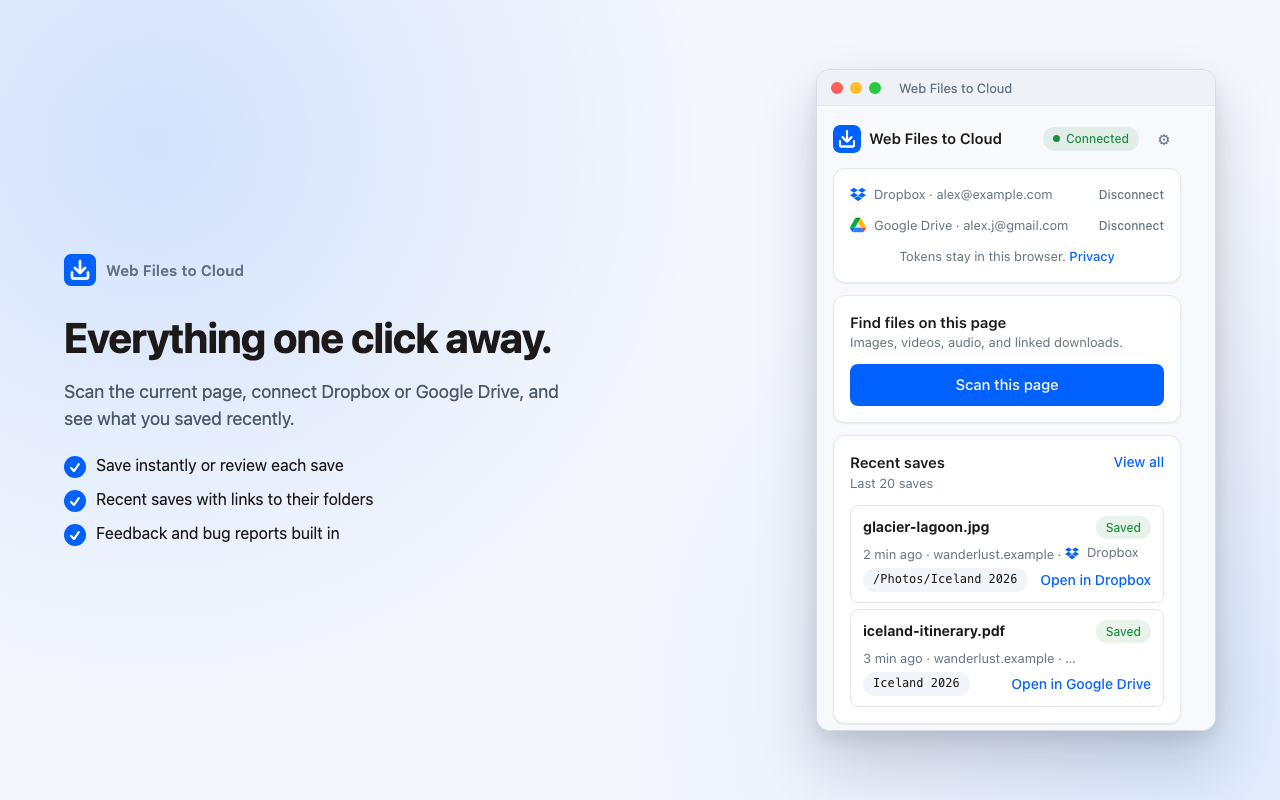 Web Files to Cloud
Everything one click away.
Scan the current page, connect Dropbox or Google Drive, and
see what you saved recently.
Save instantly or review each save
Recent saves with links to their folders
Feedback and bug reports built in
Web Files to Cloud
Web Files to Cloud
Connected
Dropbox · alex@example.com
Disconnect
Google Drive · alex.j@gmail.com
Disconnect
Tokens stay in this browser. Privacy
Find files on this page
Images, videos, audio, and linked downloads.
Scan this page
Recent saves
View all
Last 20 saves
glacier-lagoon.jpg
Saved
2 min ago · wanderlust.example · Dropbox
/Photos/Iceland 2026
Open in Dropbox
iceland-itinerary.pdf
Saved
3 min ago · wanderlust.example · ...
Iceland 2026
Open in Google Drive